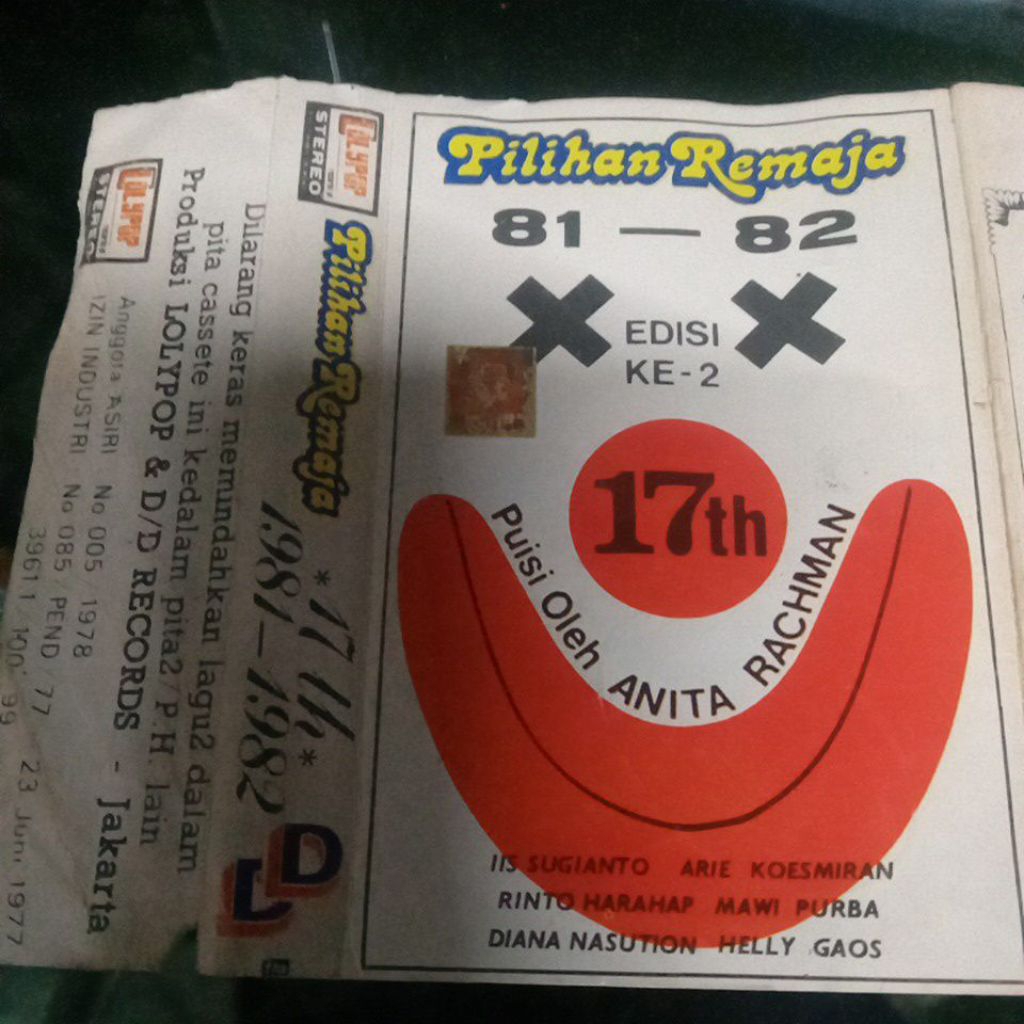 Pilihan Remaja
81 — 82
EDISI
KE-2
17th
Puisi Oleh ANITA RACHMAN
IIS SUGIANTO ARIE KOESMIRAN
RINTO HARAHAP MAWI PURBA
DIANA NASUTION HELLY GAOS
LOLYPOP
STEREO
Pilihan Remaja
* 17 th *
1981-1982
DJ
Dilarang keras memindahkan lagu2 dalam
pita cassete ini kedalam pita2/P.H. lain
Produksi LOLYPOP & D/D RECORDS - Jakarta
LOLYPOP
STEREO
Anggota ASIRI No 005 1978
IZIN INDUSTRI No 085/PEND 77
23 Juni 1977